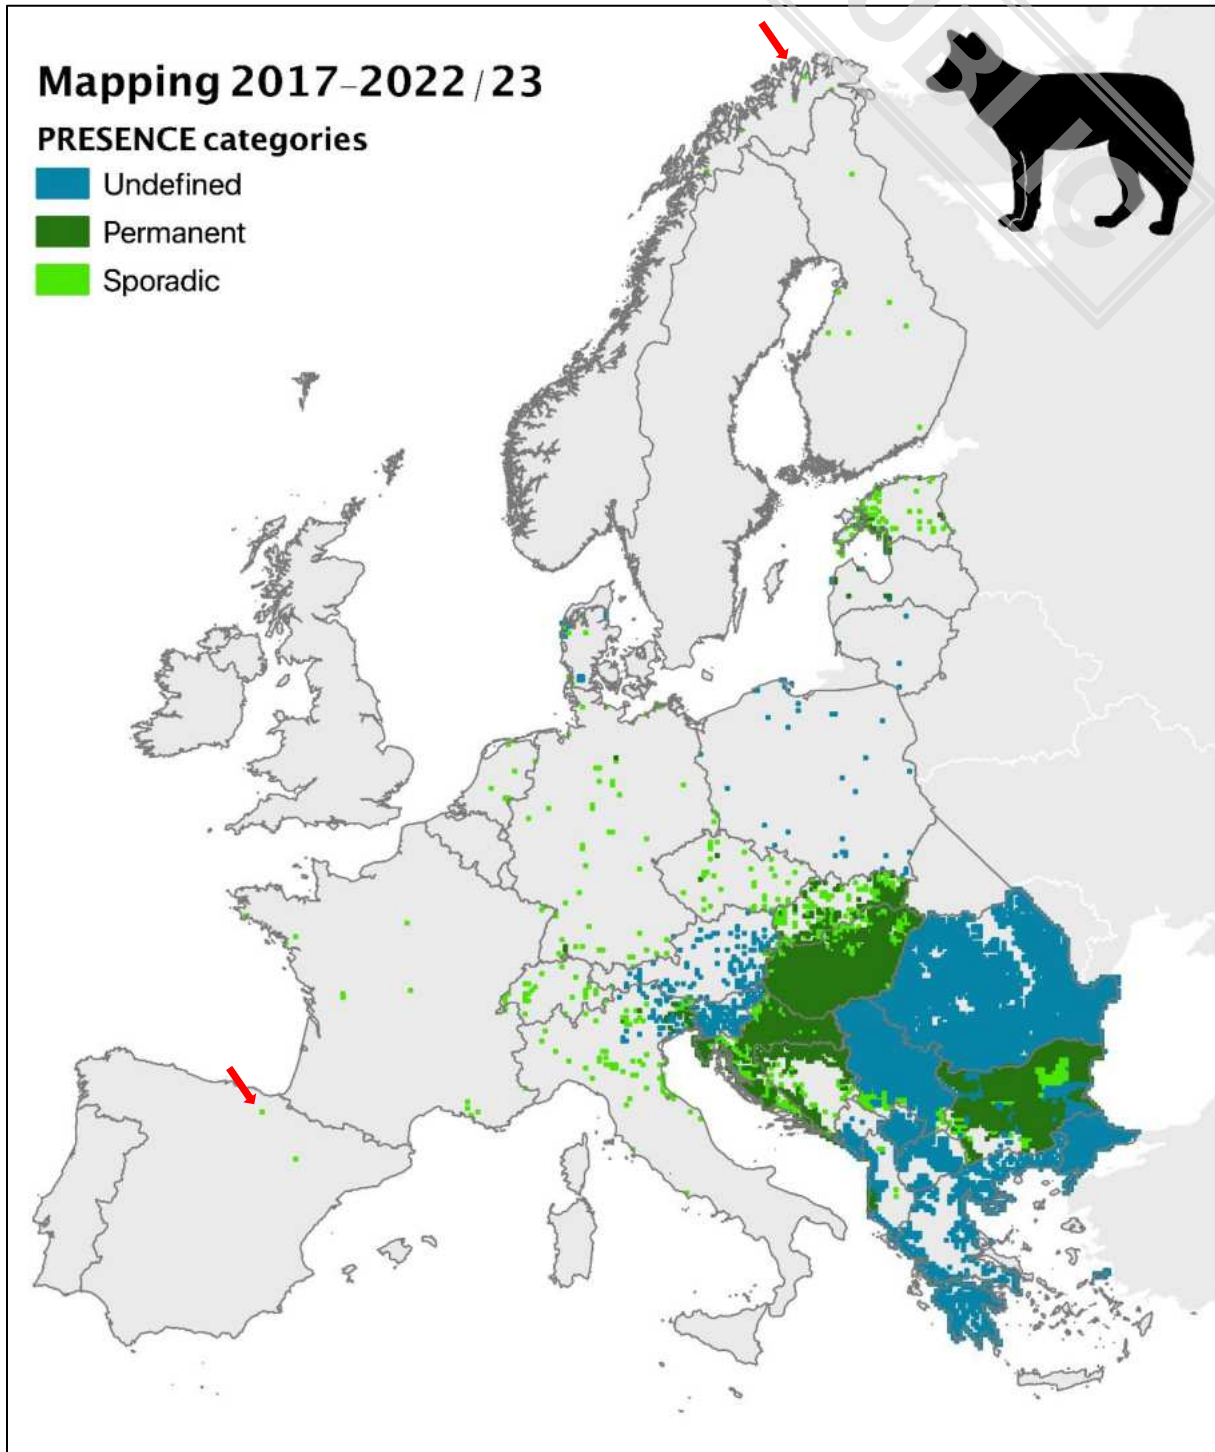 Mapping 2017–2022 / 23
PRESENCE categories
Undefined
Permanent
Sporadic